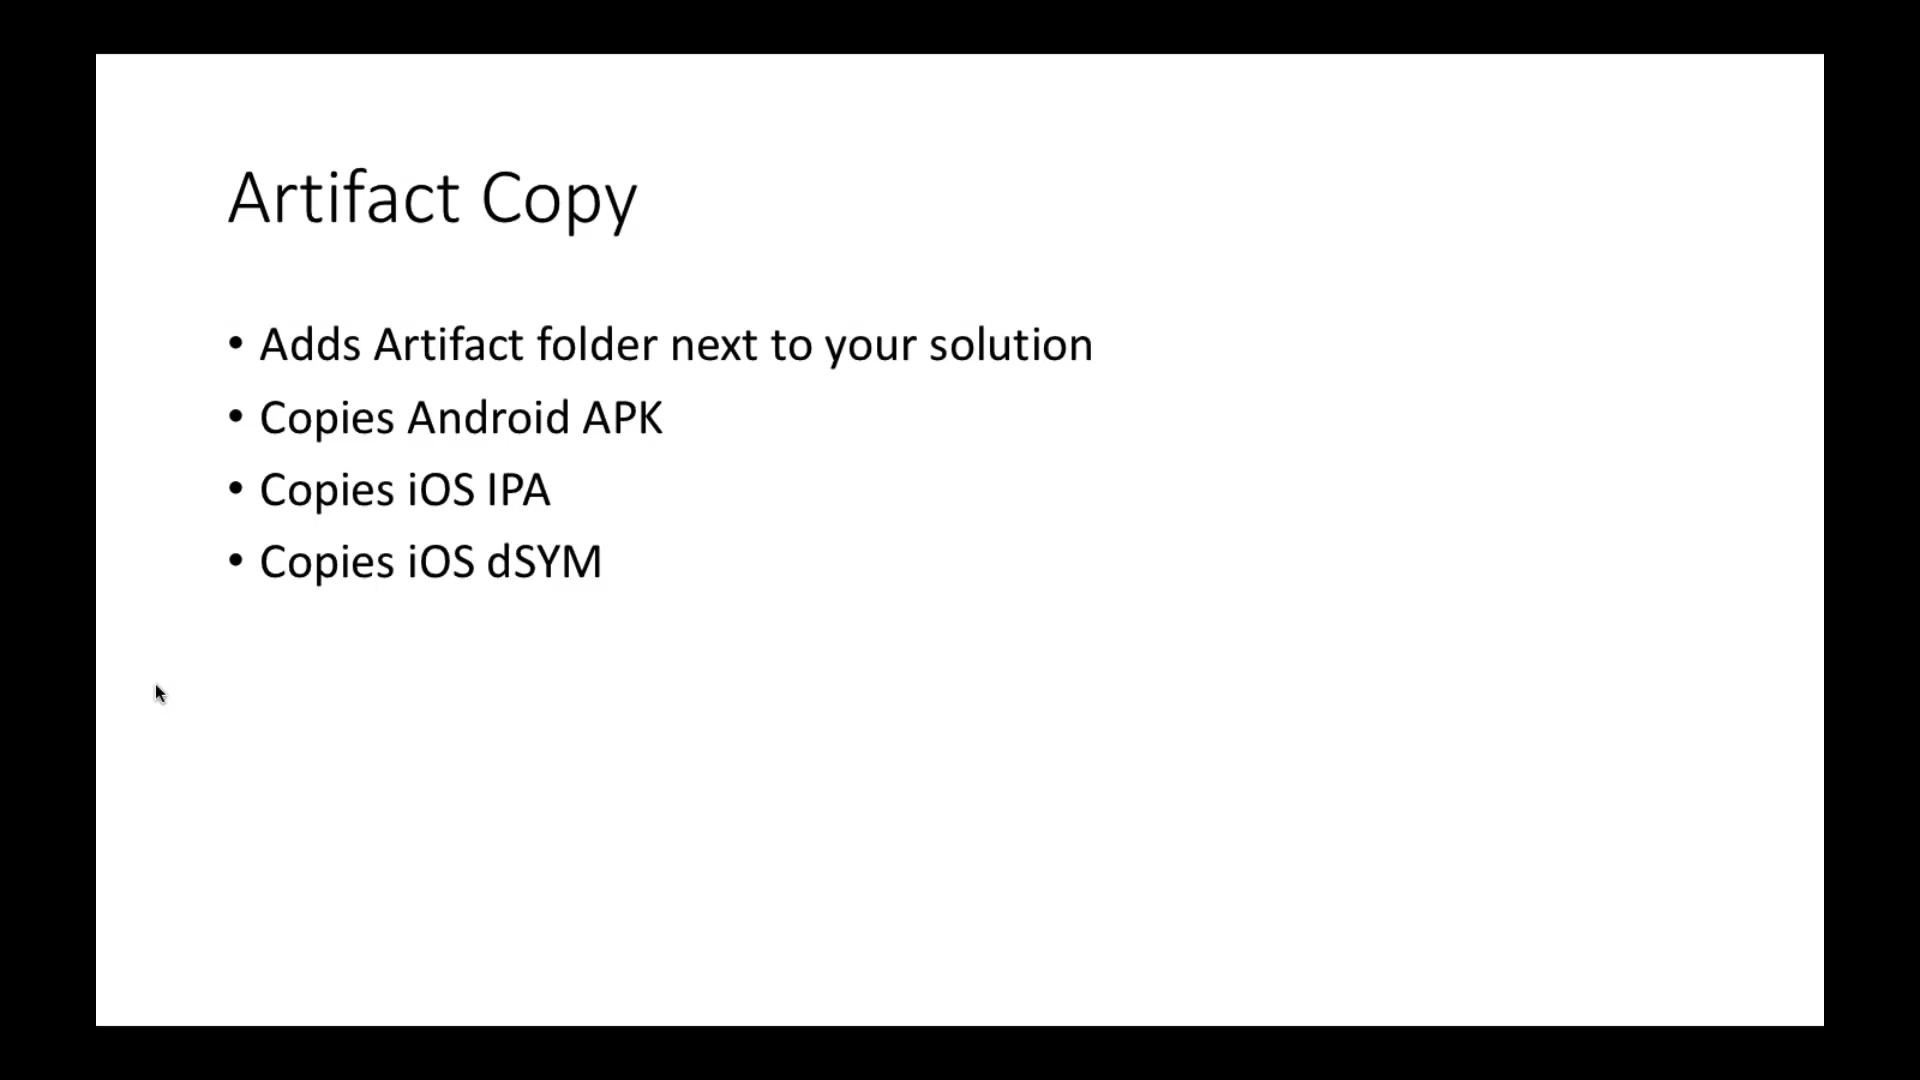 Artifact Copy
• Adds Artifact folder next to your solution
• Copies Android APK
• Copies iOS IPA
• Copies iOS dSYM